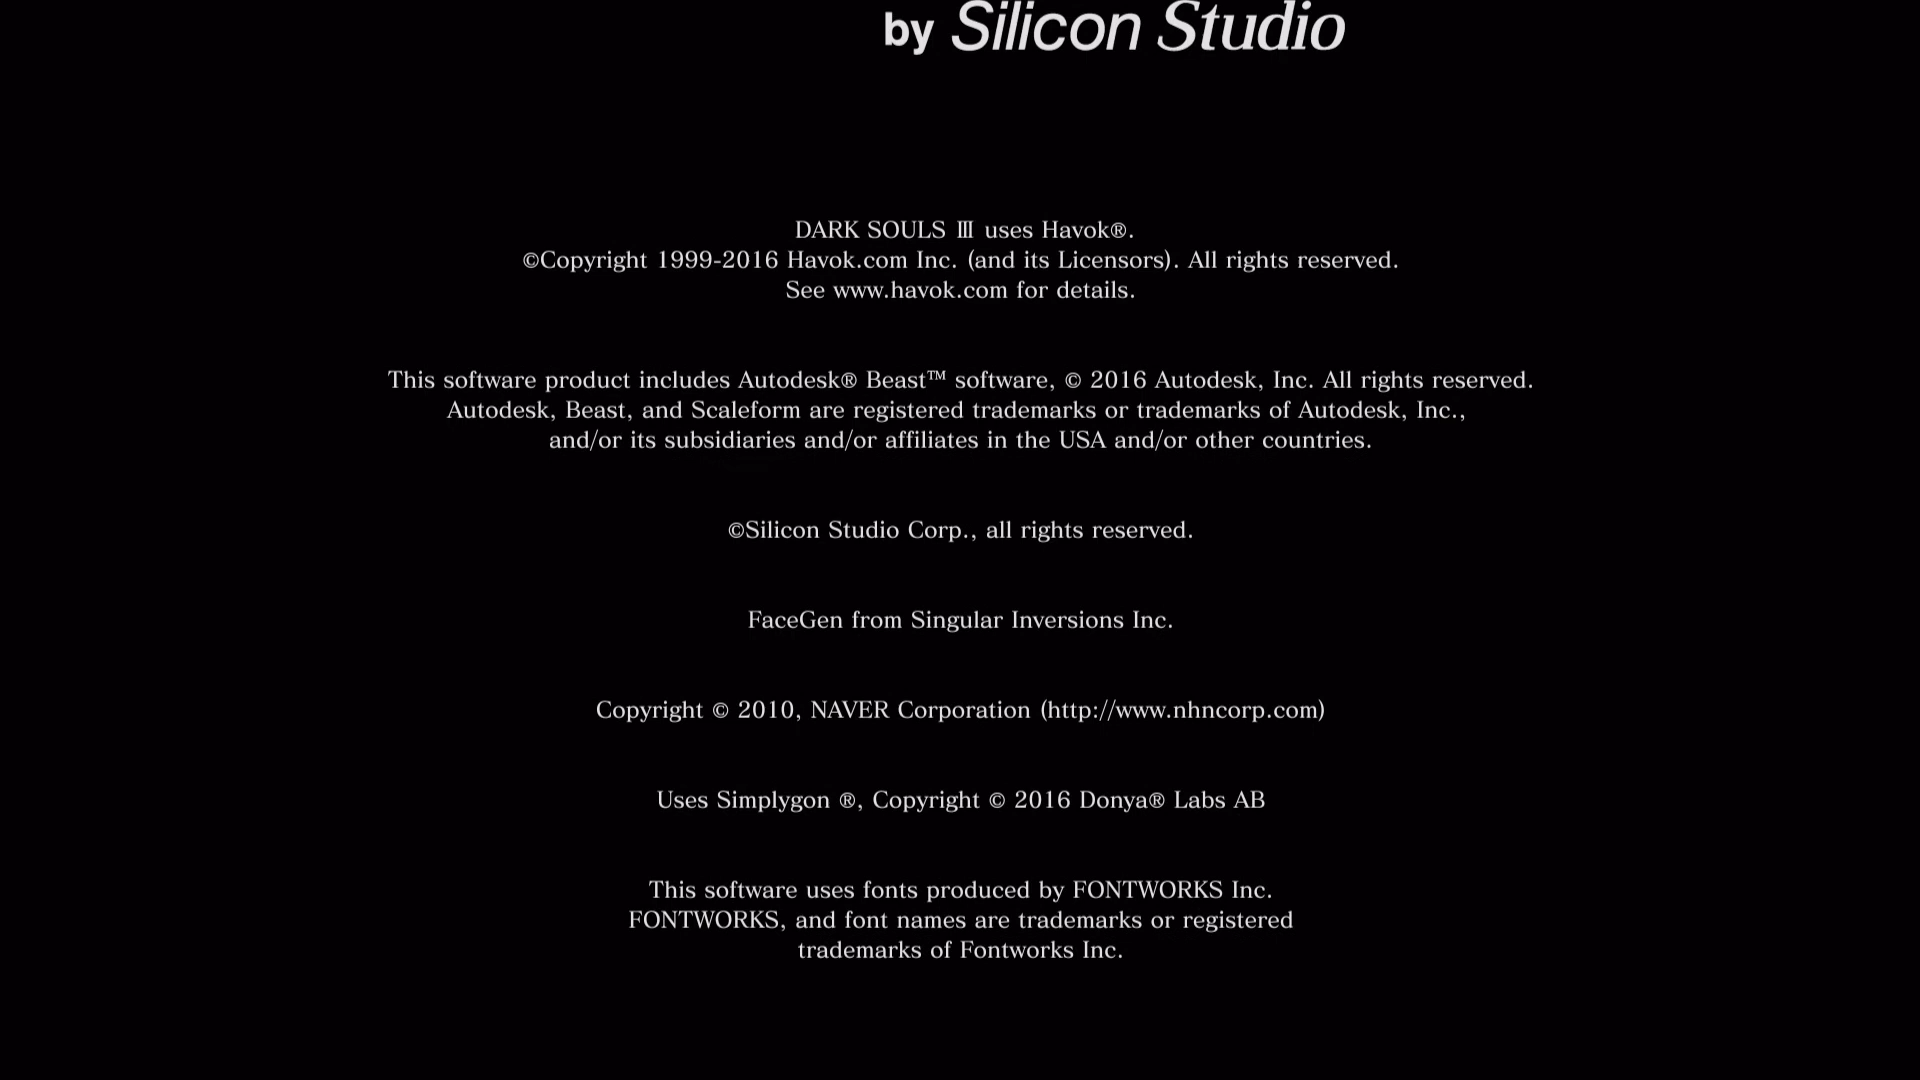 by Silicon Studio
DARK SOULS Ⅲ uses Havok®.
©Copyright 1999-2016 Havok.com Inc. (and its Licensors). All rights reserved.
See www.havok.com for details.
This software product includes Autodesk® Beast™ software, © 2016 Autodesk, Inc. All rights reserved.
Autodesk, Beast, and Scaleform are registered trademarks or trademarks of Autodesk, Inc.,
and/or its subsidiaries and/or affiliates in the USA and/or other countries.
©Silicon Studio Corp., all rights reserved.
FaceGen from Singular Inversions Inc.
Copyright © 2010, NAVER Corporation (http://www.nhncorp.com)
Uses Simplygon ®, Copyright © 2016 Donya® Labs AB
This software uses fonts produced by FONTWORKS Inc.
FONTWORKS, and font names are trademarks or registered
trademarks of Fontworks Inc.